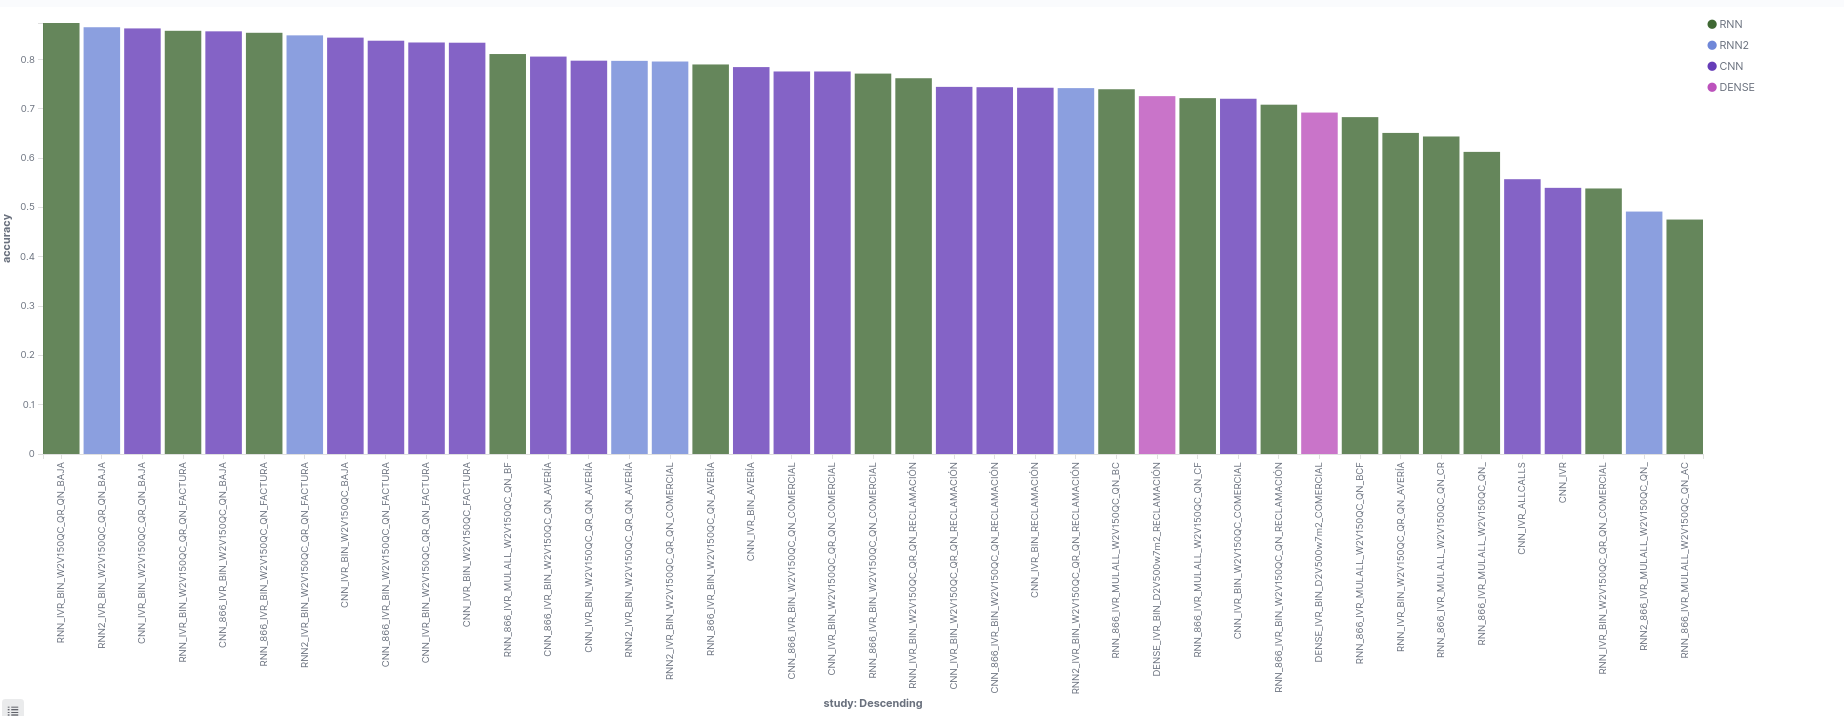 RNN
RNN2
CNN
DENSE
accuracy
0.8
0.7
0.6
0.5
0.4
0.3
0.2
0.1
0
RNN_IVR_BIN_W2V150QC_QR_QN_BAJA
RNN2_IVR_BIN_W2V150QC_QR_QN_BAJA
CNN_IVR_BIN_W2V150QC_QR_QN_BAJA
RNN_IVR_BIN_W2V150QC_QR_QN_FACTURA
CNN_866_IVR_BIN_W2V150QC_QN_BAJA
RNN_866_IVR_BIN_W2V150QC_QN_FACTURA
RNN2_IVR_BIN_W2V150QC_QR_QN_FACTURA
CNN_IVR_BIN_W2V150QC_BAJA
CNN_866_IVR_BIN_W2V150QC_QN_FACTURA
CNN_IVR_BIN_W2V150QC_QR_QN_FACTURA
CNN_IVR_BIN_W2V150QC_FACTURA
RNN_866_IVR_MULALL_W2V150QC_QN_BF
CNN_866_IVR_BIN_W2V150QC_QN_AVERÍA
CNN_IVR_BIN_W2V150QC_QR_QN_AVERÍA
RNN2_IVR_BIN_W2V150QC_QR_QN_AVERÍA
RNN2_IVR_BIN_W2V150QC_QR_QN_COMERCIAL
RNN_866_IVR_BIN_W2V150QC_QN_AVERÍA
CNN_IVR_BIN_AVERÍA
CNN_866_IVR_BIN_W2V150QC_QN_COMERCIAL
CNN_IVR_BIN_W2V150QC_QR_QN_COMERCIAL
RNN_866_IVR_BIN_W2V150QC_QN_COMERCIAL
RNN_IVR_BIN_W2V150QC_QR_QN_RECLAMACIÓN
CNN_IVR_BIN_W2V150QC_QR_QN_RECLAMACIÓN
CNN_866_IVR_BIN_W2V150QC_QN_RECLAMACIÓN
CNN_IVR_BIN_RECLAMACIÓN
RNN2_IVR_BIN_W2V150QC_QR_QN_RECLAMACIÓN
RNN_866_IVR_MULALL_W2V150QC_QN_BC
DENSE_IVR_BIN_D2V500w7m2_RECLAMACIÓN
RNN_866_IVR_MULALL_W2V150QC_QN_CF
CNN_IVR_BIN_W2V150QC_COMERCIAL
RNN_866_IVR_BIN_W2V150QC_QN_RECLAMACIÓN
DENSE_IVR_BIN_D2V500w7m2_COMERCIAL
RNN_866_IVR_MULALL_W2V150QC_QN_BCF
RNN_IVR_BIN_W2V150QC_QR_QN_AVERÍA
RNN_866_IVR_MULALL_W2V150QC_QN_CR
RNN_866_IVR_MULALL_W2V150QC_QN_
CNN_IVR_ALLCALLS
CNN_IVR
RNN_IVR_BIN_W2V150QC_QR_QN_COMERCIAL
RNN2_866_IVR_MULALL_W2V150QC_QN_
RNN_866_IVR_MULALL_W2V150QC_QN_AC
study: Descending